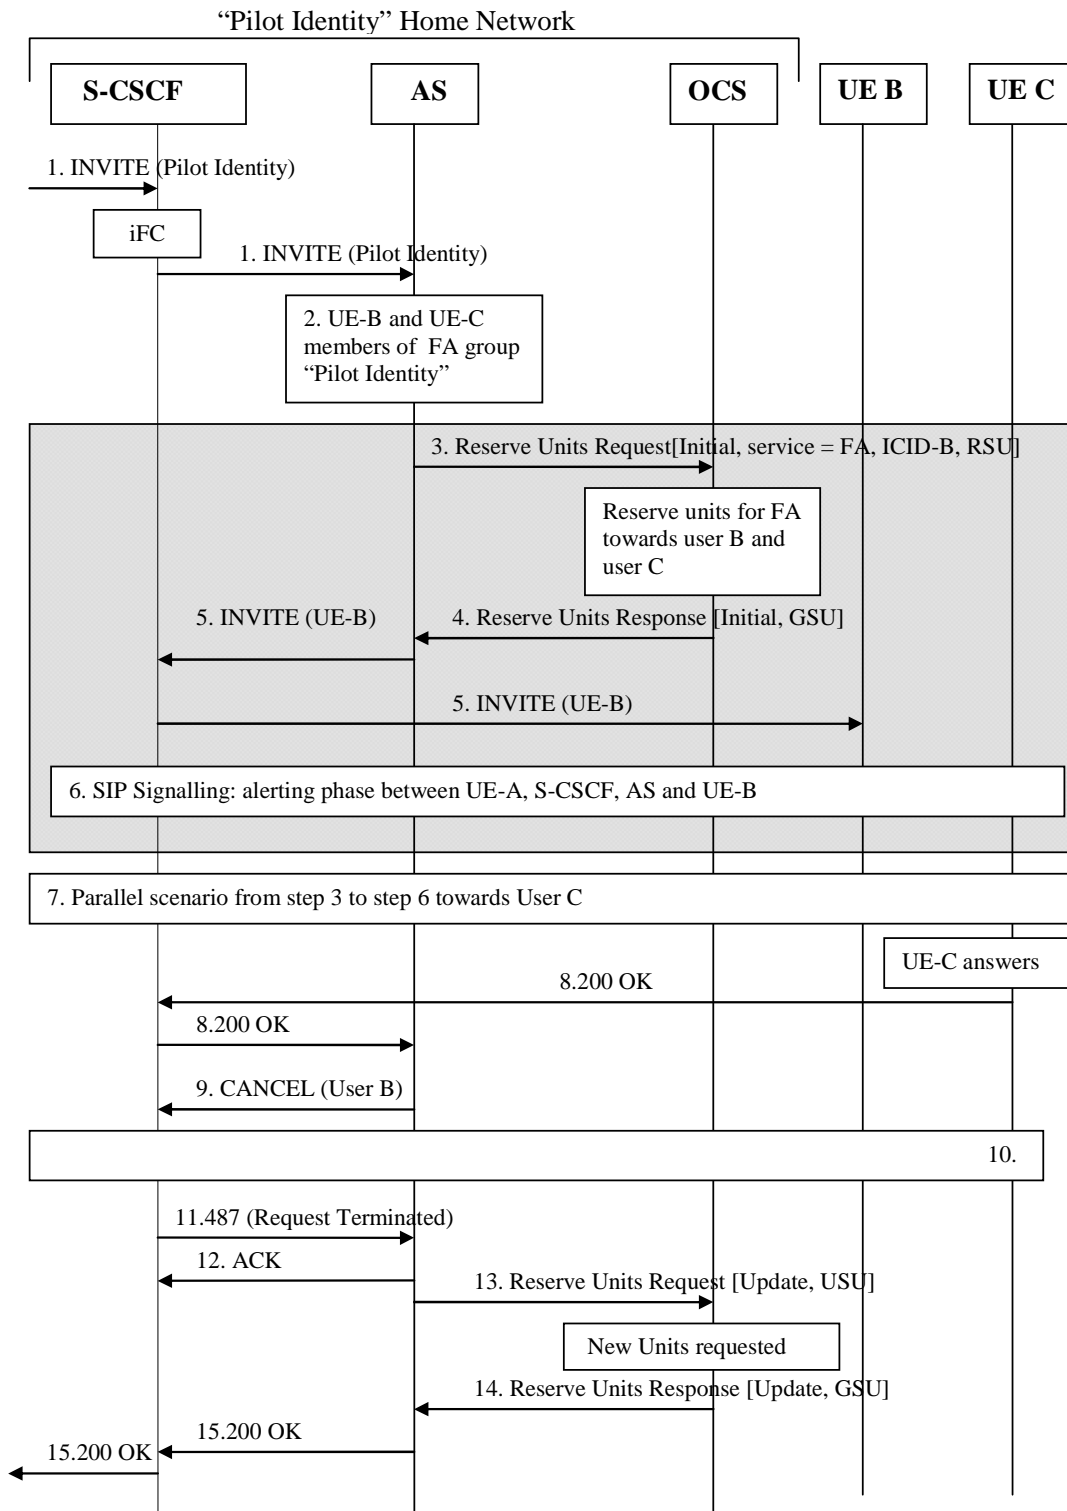 “Pilot Identity” Home Network
S-CSCF
AS
OCS
UE B
UE C
1. INVITE (Pilot Identity)
iFC
1. INVITE (Pilot Identity)
2. UE-B and UE-C
members of FA group
“Pilot Identity”
3. Reserve Units Request[Initial, service = FA, ICID-B, RSU]
Reserve units for FA
towards user B and
user C
5. INVITE (UE-B)
4. Reserve Units Response [Initial, GSU]
5. INVITE (UE-B)
6. SIP Signalling: alerting phase between UE-A, S-CSCF, AS and UE-B
7. Parallel scenario from step 3 to step 6 towards User C
UE-C answers
8.200 OK
8.200 OK
9. CANCEL (User B)
10.
11.487 (Request Terminated)
12. ACK
13. Reserve Units Request [Update, USU]
New Units requested
14. Reserve Units Response [Update, GSU]
15.200 OK
15.200 OK